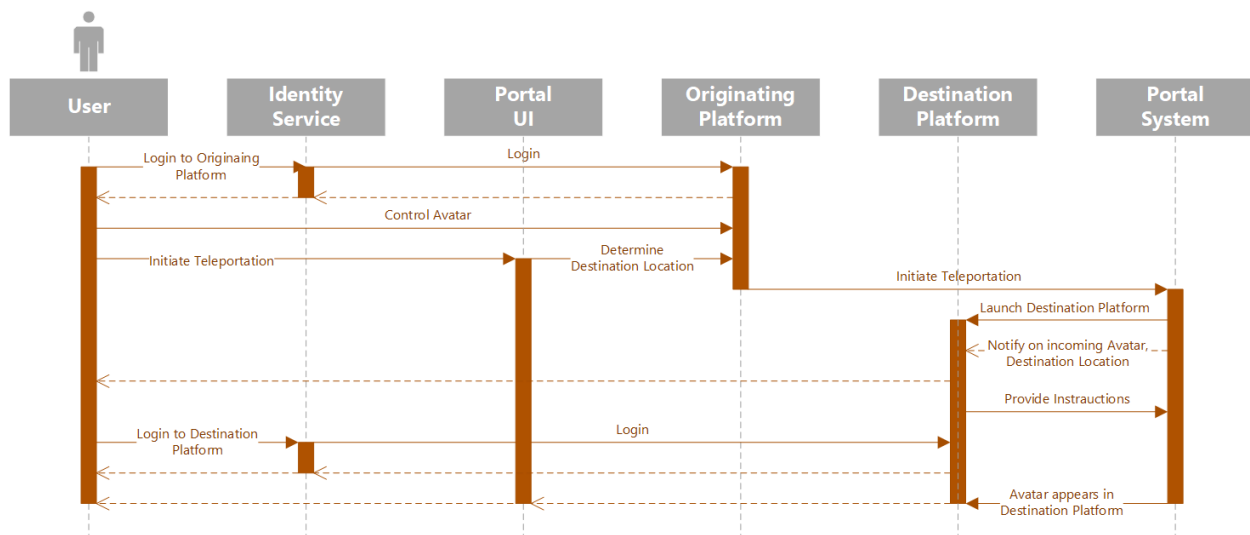 User
Identity
Service
Portal
UI
Originating
Platform
Destination
Platform
Portal
System
Login to Originaing
Platform
Login
Control Avatar
Initiate Teleportation
Determine
Destination Location
Initiate Teleportation
Launch Destination Platform
Notify on incoming Avatar,
Destination Location
Provide Instrauctions
Login to Destination
Platform
Login
Avatar appears in
Destination Platform